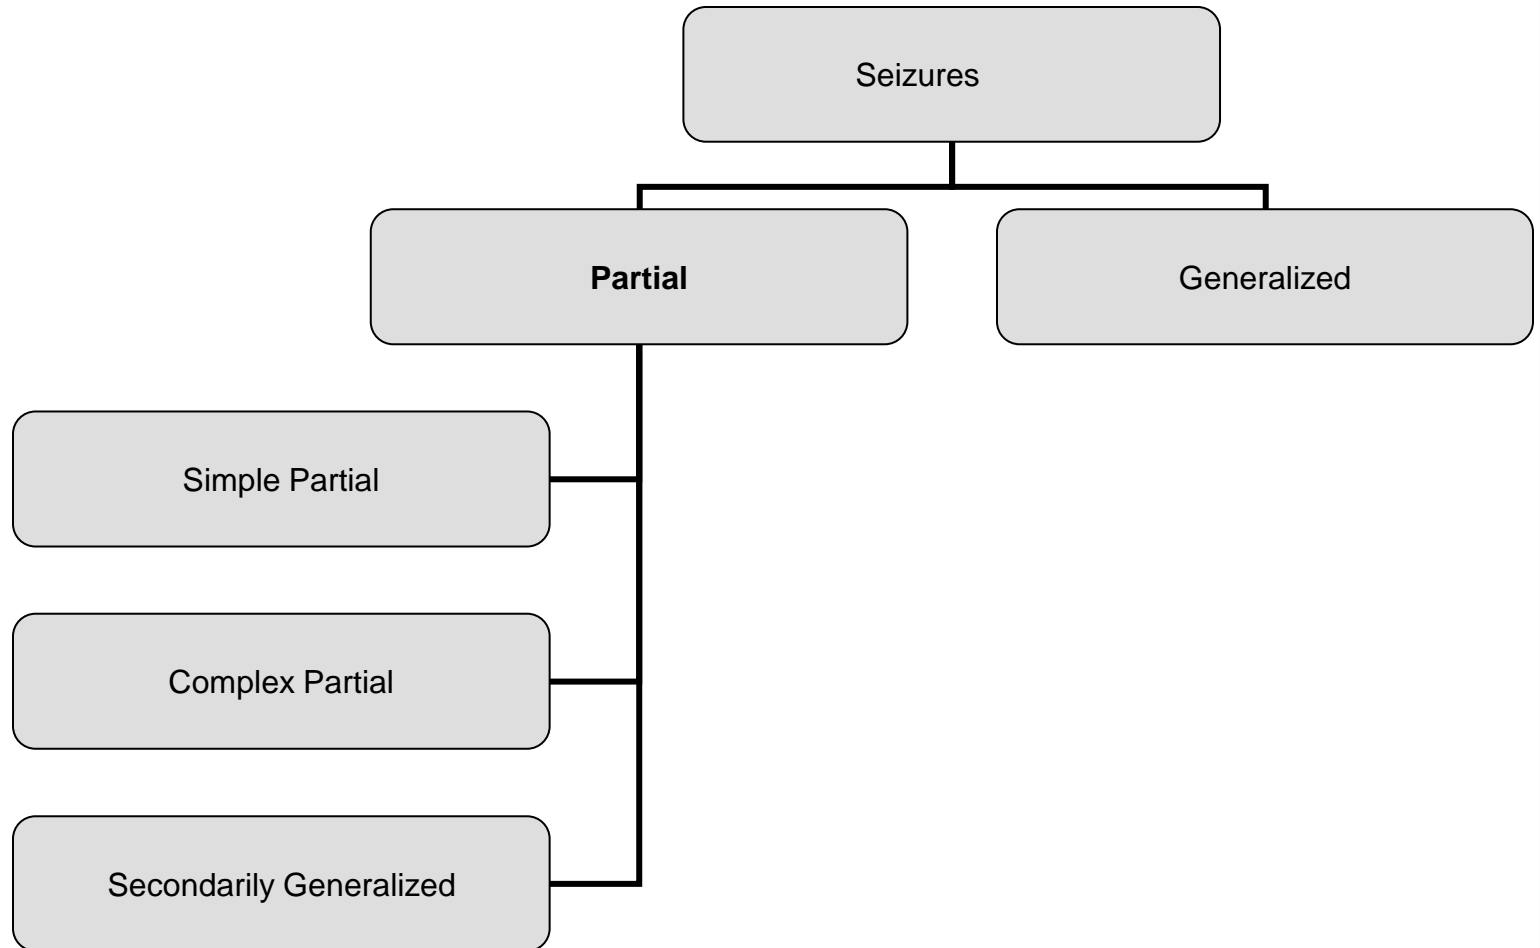 Seizures
Partial
Generalized
Simple Partial
Complex Partial
Secondarily Generalized